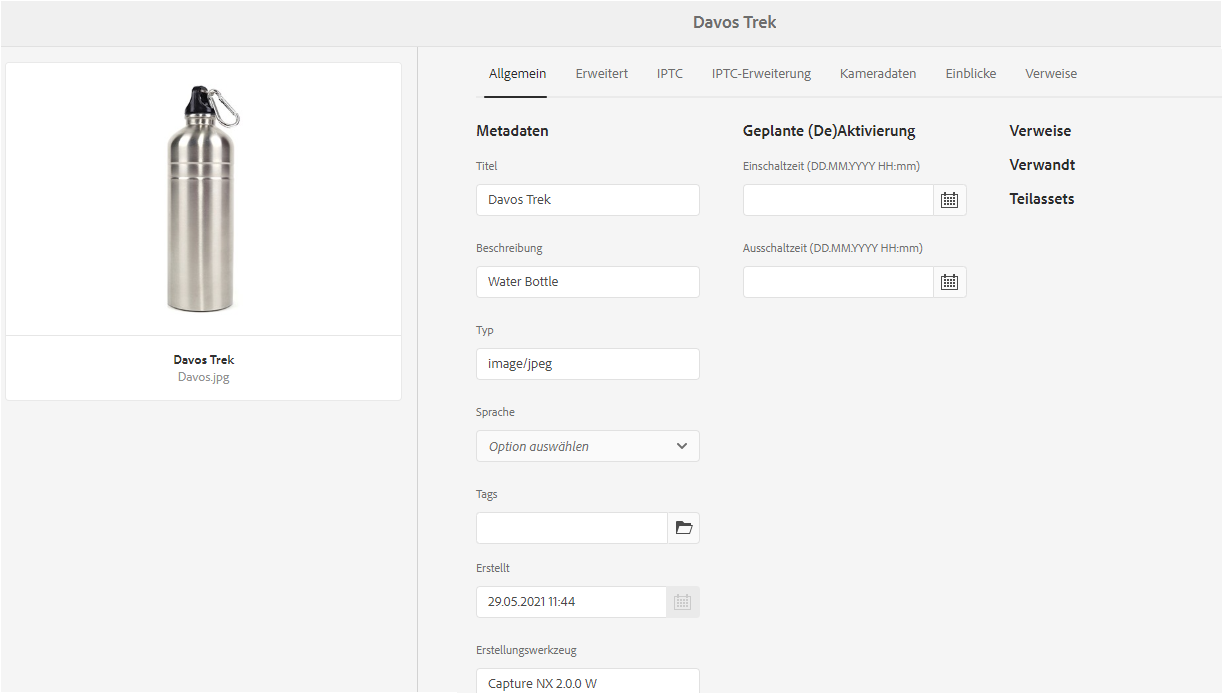 Davos Trek
Davos Trek
Davos.jpg
Allgemein Erweitert IPTC IPTC-Erweiterung Kameradaten Einblicke Verweise
Metadaten
Titel
Davos Trek
Beschreibung
Water Bottle
Typ
image/jpeg
Sprache
Option auswählen
Tags
Erstellt
29.05.2021 11:44
Erstellungswerkzeug
Capture NX 2.0.0 W
Geplante (De)Aktivierung
Einschaltzeit (DD.MM.YYYY HH:mm)
Ausschaltzeit (DD.MM.YYYY HH:mm)
Verweise
Verwandt
Teilassets